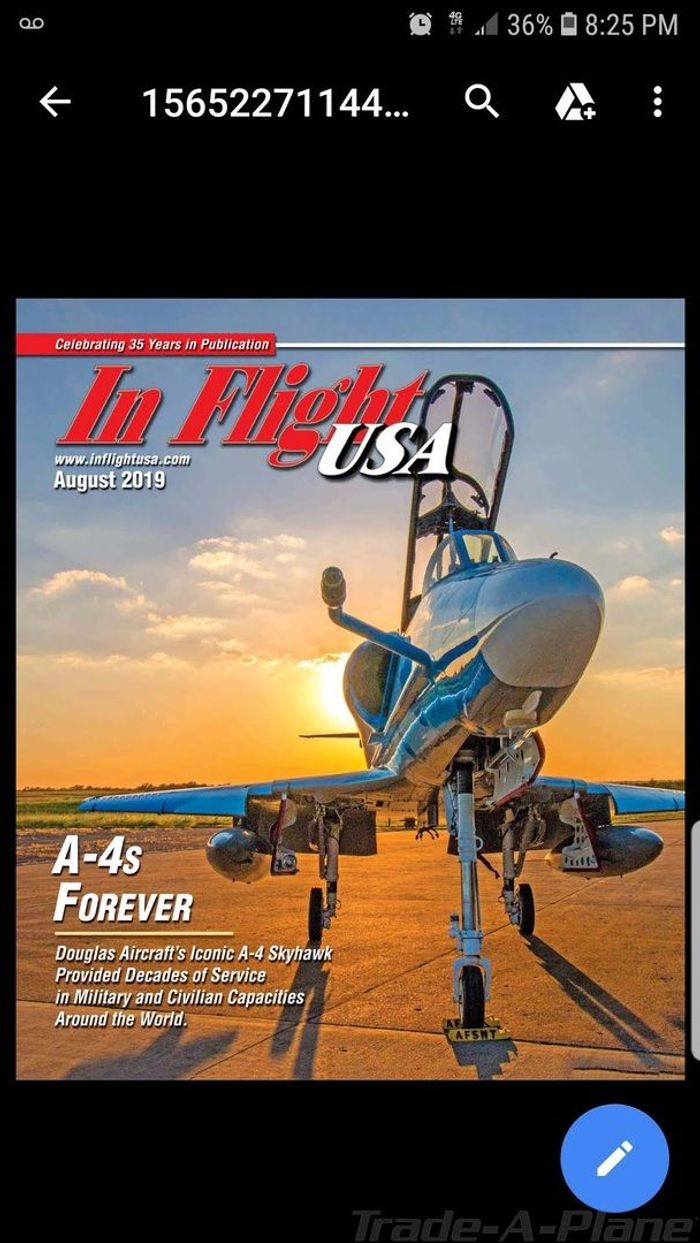 36% 8:25 PM
15652271144...
Celebrating 35 Years in Publication
In Flight
USA
www.inflightusa.com
August 2019
A-4s
Forever
Douglas Aircraft's Iconic A-4 Skyhawk
Provided Decades of Service
in Military and Civilian Capacities
Around the World.
AFSNT
Trade-A-Plane